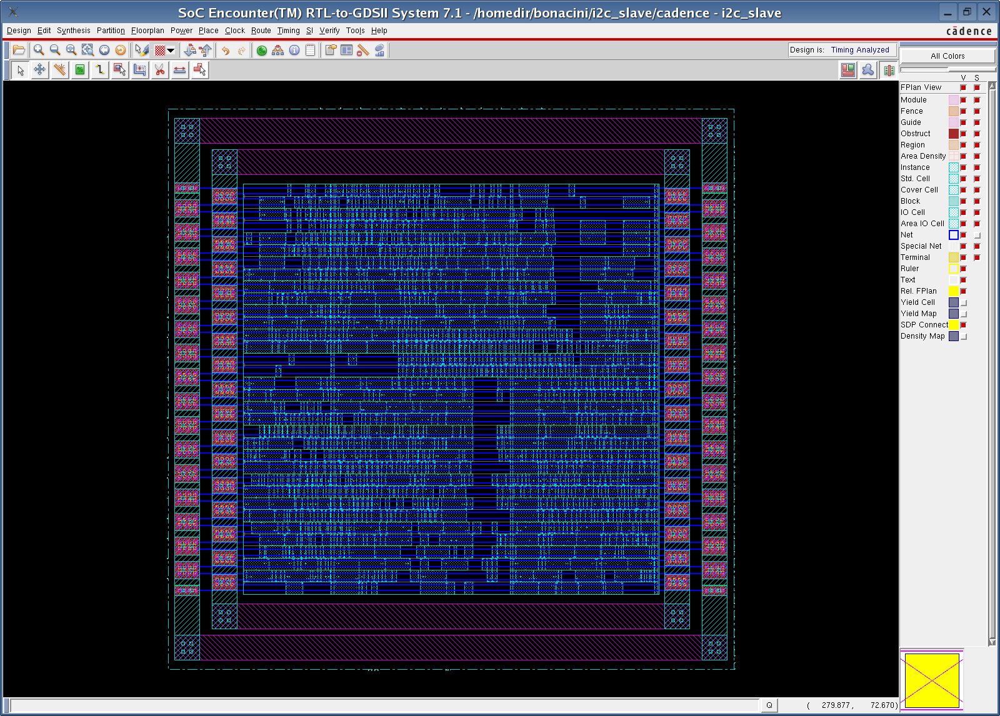 SoC Encounter(TM) RTL-to-GDSII System 7.1 - /homedir/bonacini/i2c_slave/cadence - i2c_slave
Design Edit Synthesis Partition Floorplan Power Place Clock Route Timing SI Verify Tools Help
cādence
Design is: Timing Analyzed
All Colors
V S
FPlan View
Module
Fence
Guide
Obstruct
Region
Area Density
Instance
Std. Cell
Cover Cell
Block
IO Cell
Area IO Cell
Net
Special Net
Terminal
Ruler
Text
Rel. FPlan
Yield Cell
Yield Map
SDP Connect
Density Map
Q ( 279.877, 72.670)